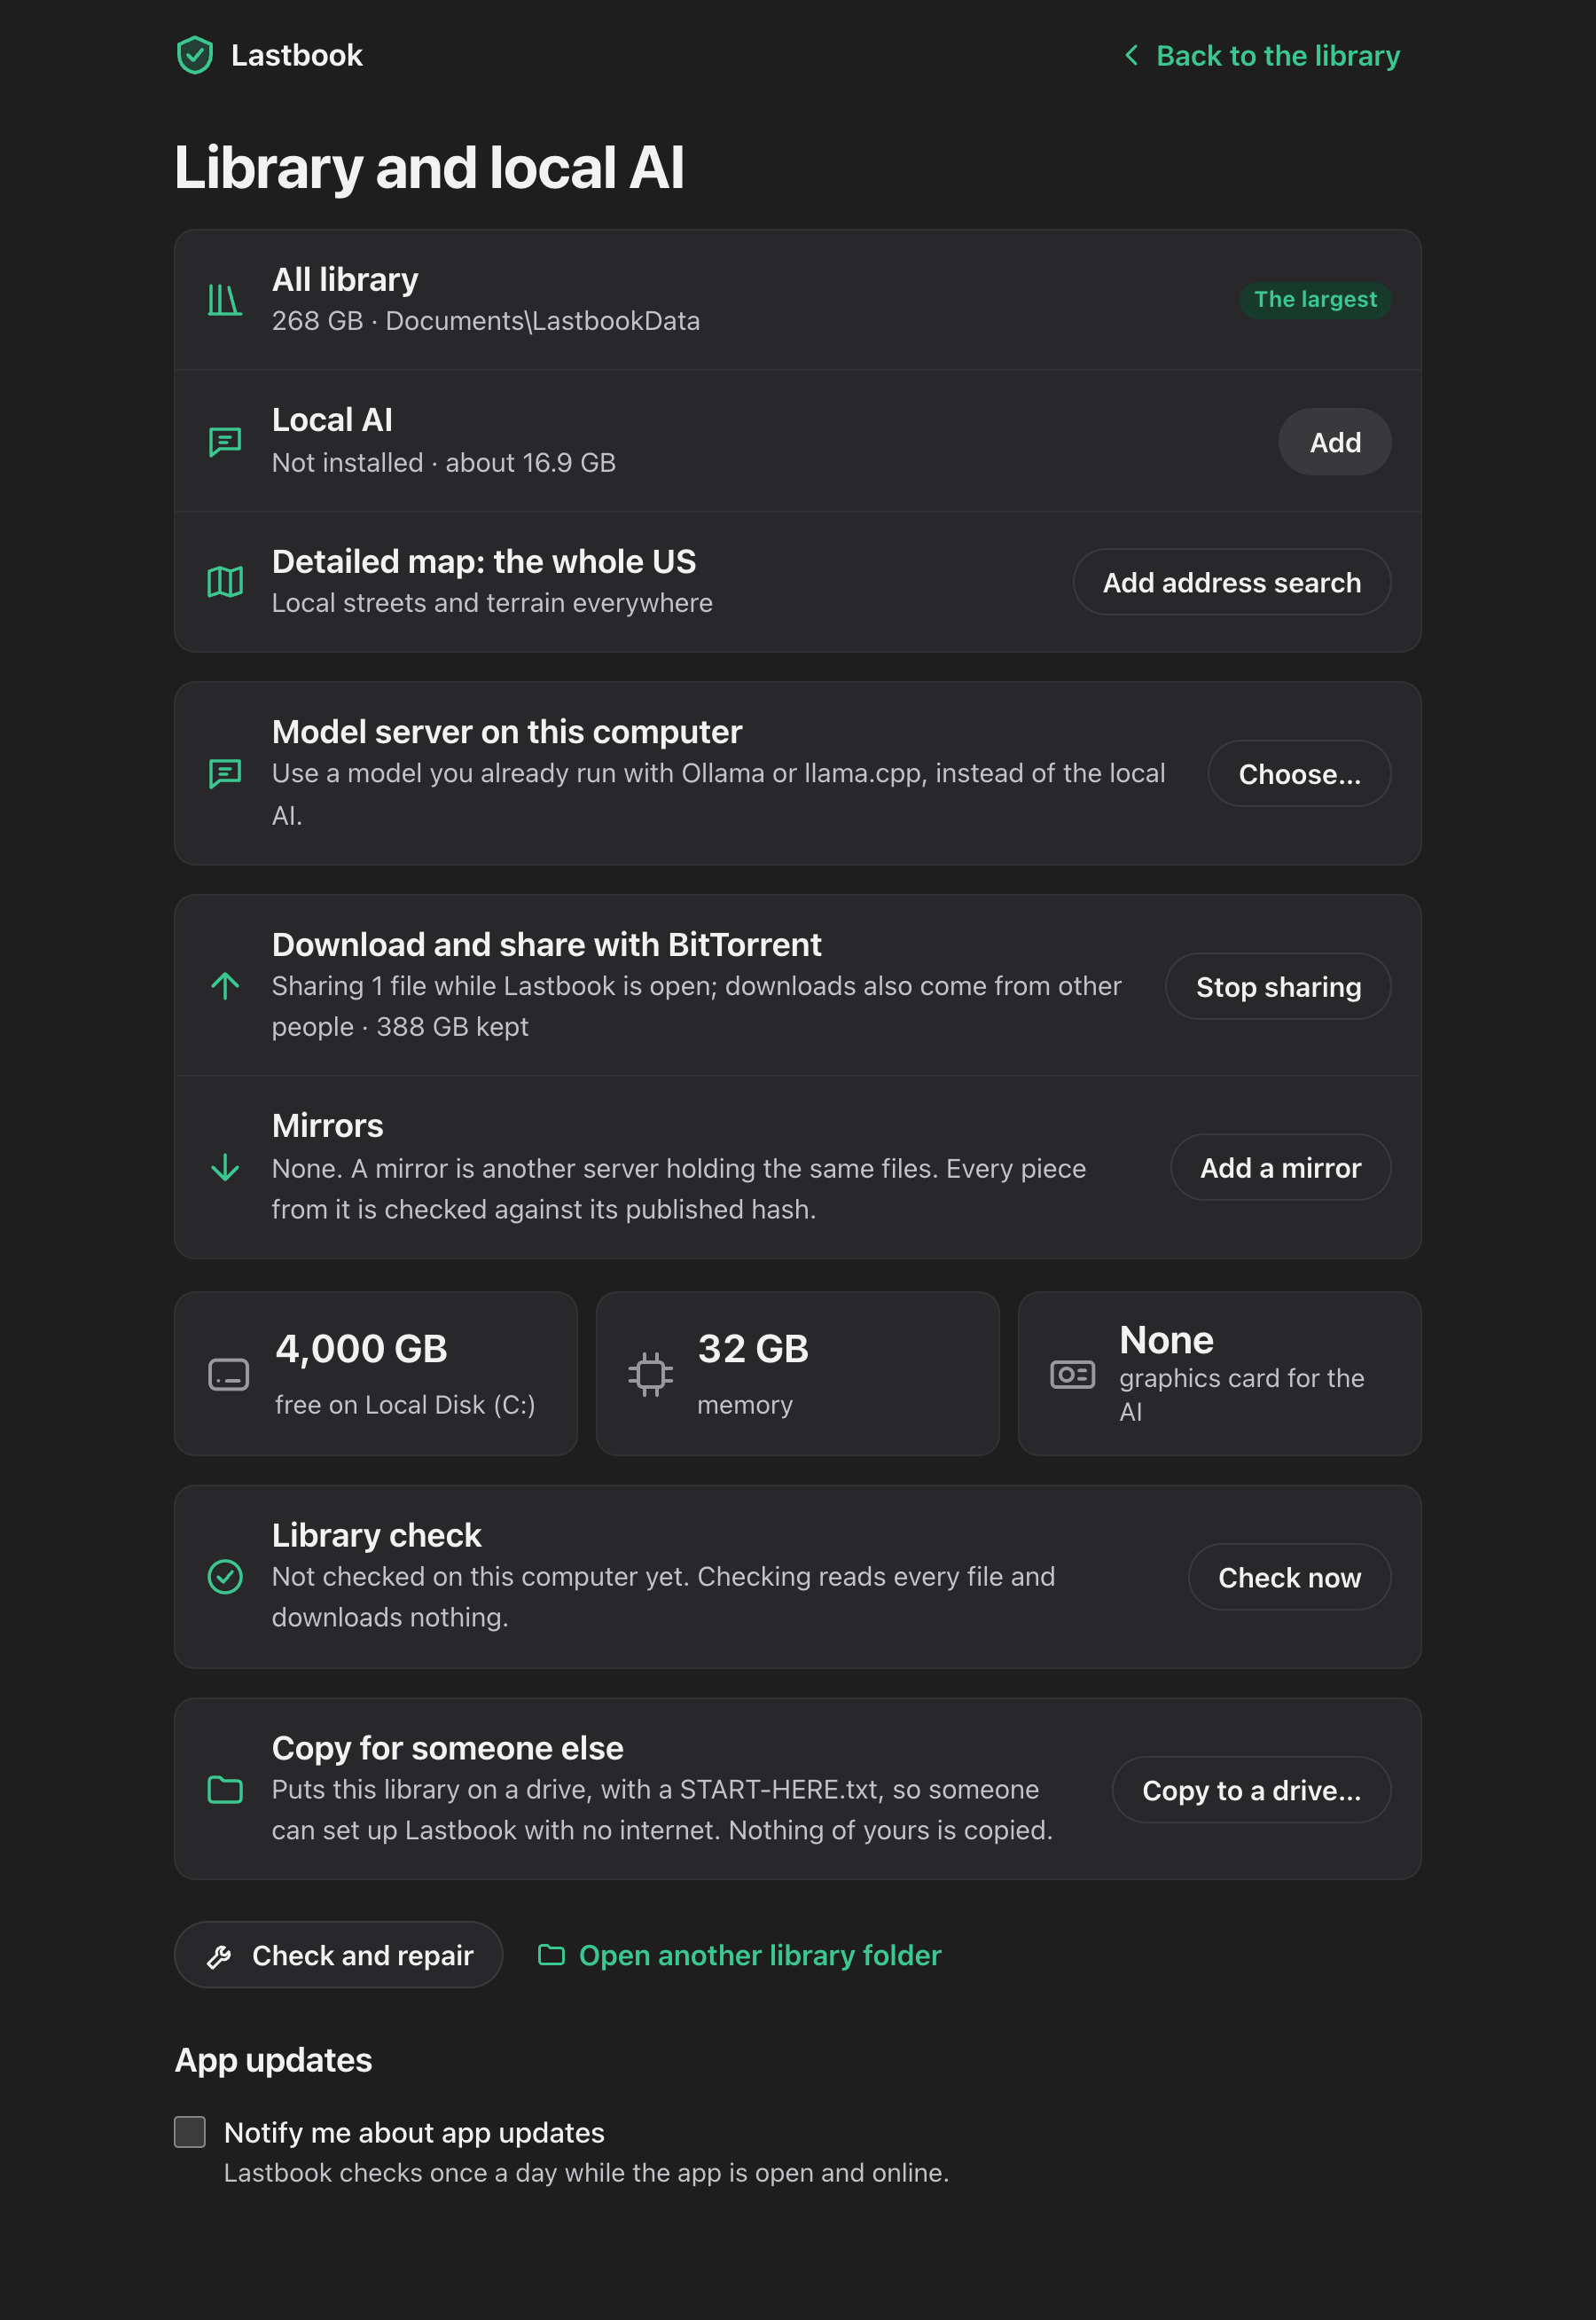 Lastbook
Back to the library
Library and local AI
All library
268 GB · Documents\LastbookData
The largest
Local AI
Not installed · about 16.9 GB
Add
Detailed map: the whole US
Local streets and terrain everywhere
Add address search
Model server on this computer
Use a model you already run with Ollama or llama.cpp, instead of the local
AI.
Choose...
Download and share with BitTorrent
Sharing 1 file while Lastbook is open; downloads also come from other
people · 388 GB kept
Stop sharing
Mirrors
None. A mirror is another server holding the same files. Every piece
from it is checked against its published hash.
Add a mirror
4,000 GB
free on Local Disk (C:)
32 GB
memory
None
graphics card for the
AI
Library check
Not checked on this computer yet. Checking reads every file and
downloads nothing.
Check now
Copy for someone else
Puts this library on a drive, with a START-HERE.txt, so someone
can set up Lastbook with no internet. Nothing of yours is copied.
Copy to a drive...
Check and repair
Open another library folder
App updates
Notify me about app updates
Lastbook checks once a day while the app is open and online.